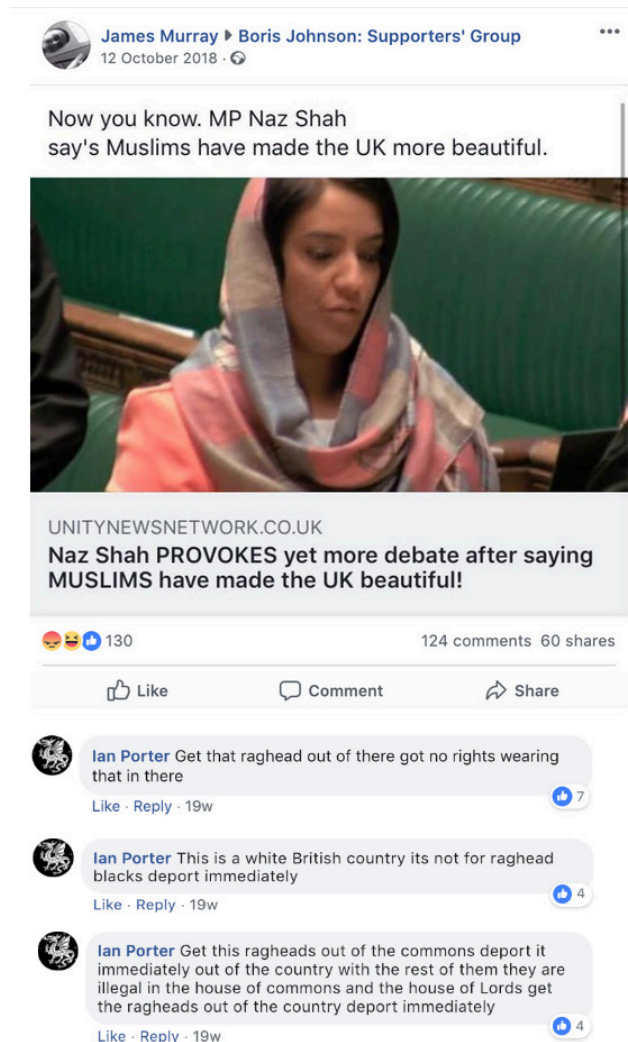 James Murray ▸ Boris Johnson: Supporters' Group
12 October 2018 ·
Now you know. MP Naz Shah
say's Muslims have made the UK more beautiful.
UNITYNEWSNETWORK.CO.UK
Naz Shah PROVOKES yet more debate after saying
MUSLIMS have made the UK beautiful!
130
124 comments 60 shares
Like
Comment
Share
Ian Porter Get that raghead out of there got no rights wearing
that in there
7
Like · Reply · 19w
Ian Porter This is a white British country its not for raghead
blacks deport immediately
4
Like · Reply · 19w
Ian Porter Get this ragheads out of the commons deport it
immediately out of the country with the rest of them they are
illegal in the house of commons and the house of Lords get
the ragheads out of the country deport immediately
4
Like · Reply · 19w